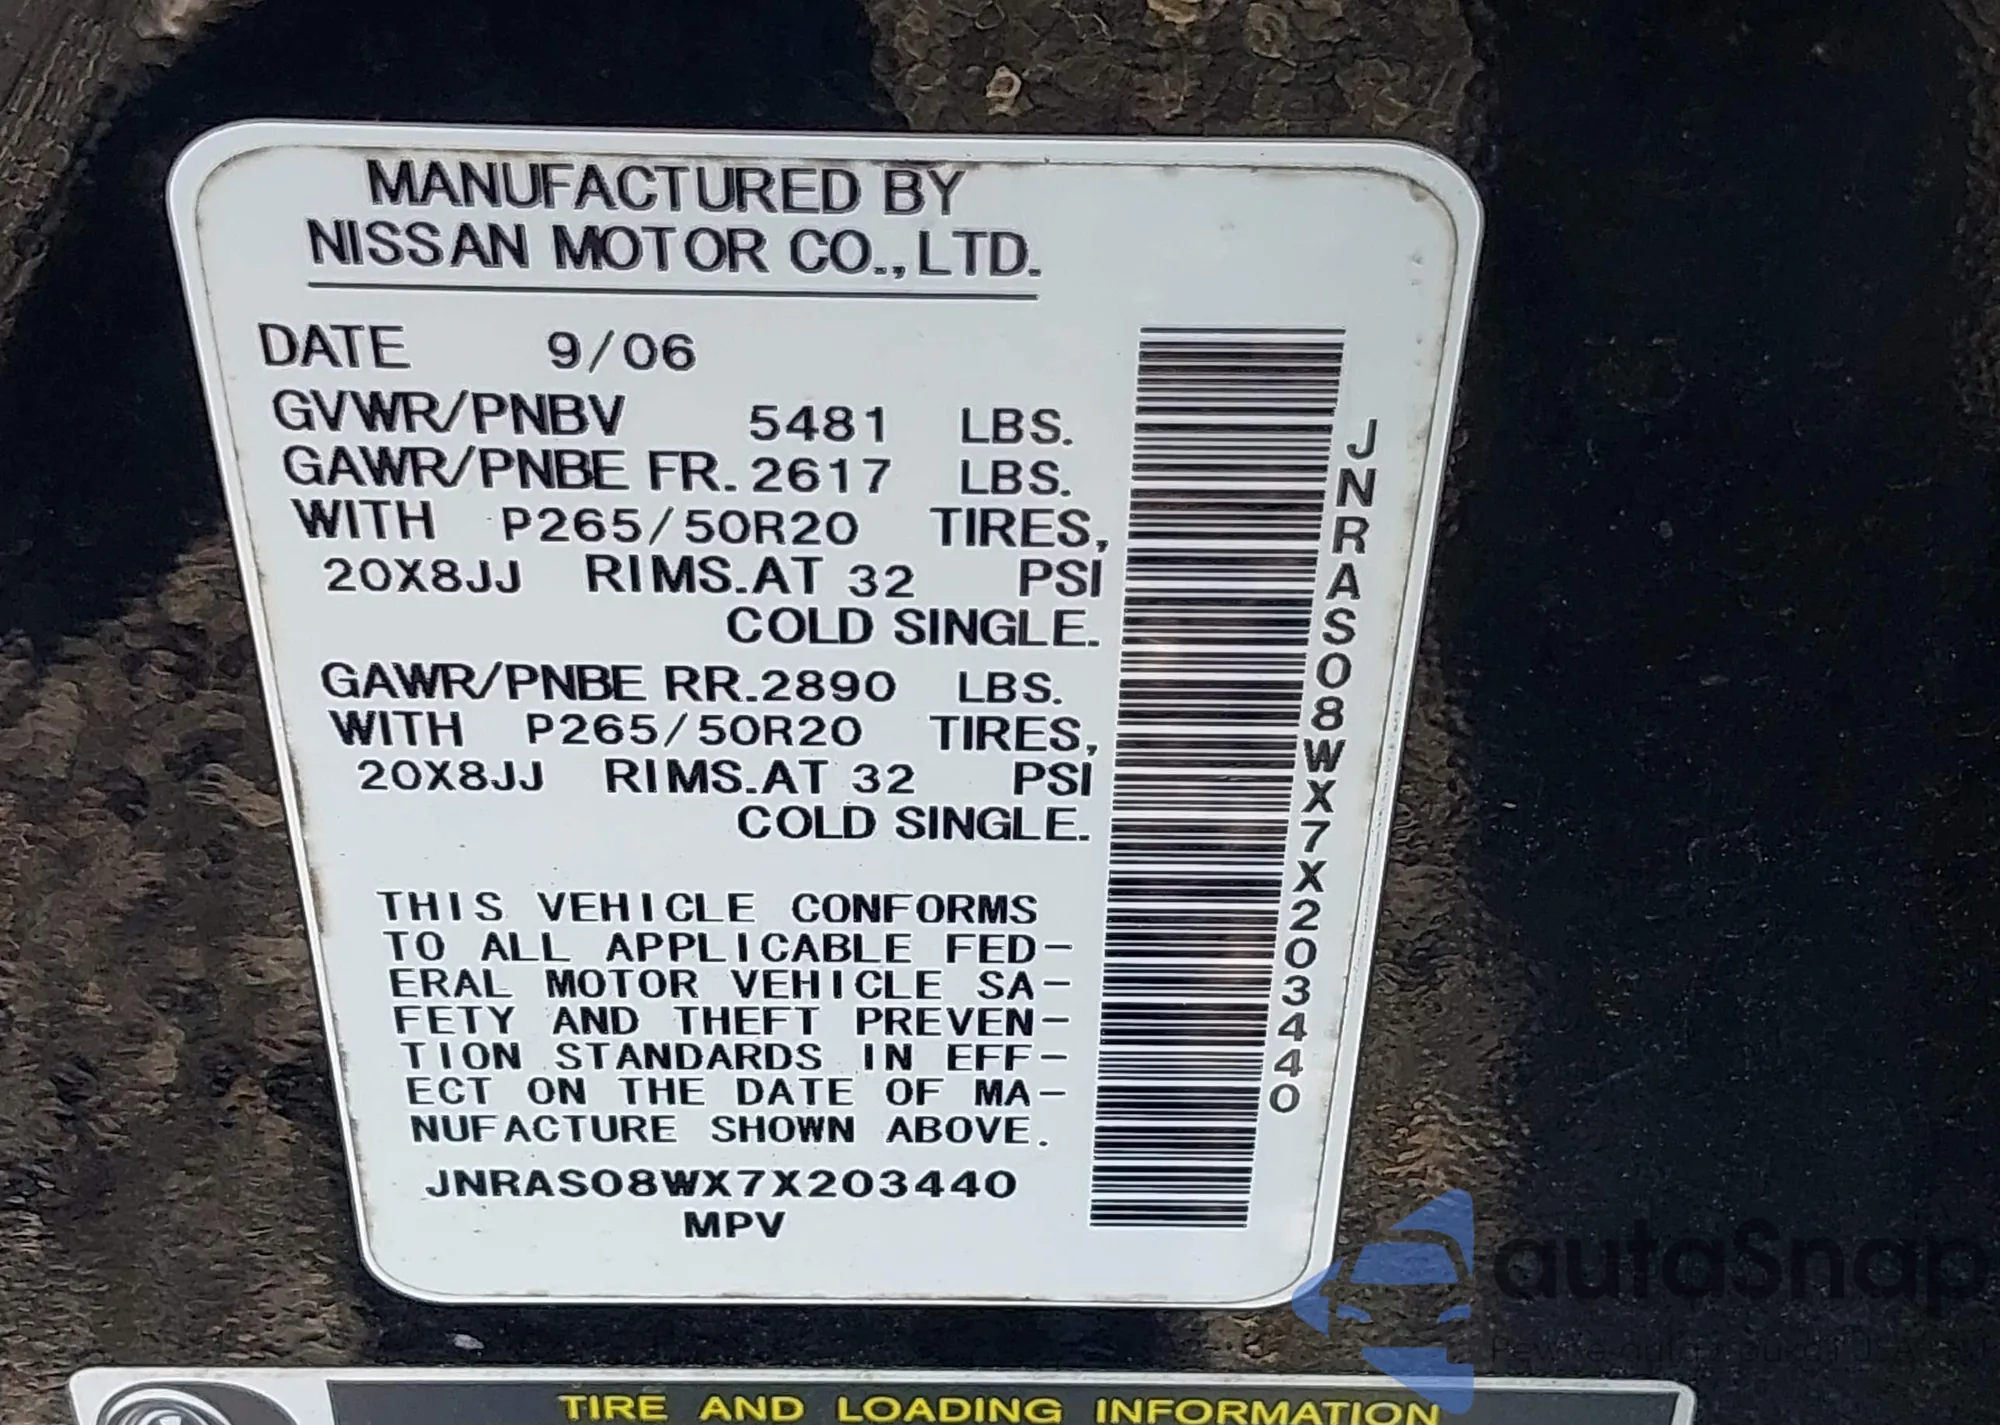 MANUFACTURED BY
NISSAN MOTOR CO.,LTD.
DATE 9/06
GVWR/PNBV 5481 LBS.
GAWR/PNBE FR.2617 LBS.
WITH P265/50R20 TIRES,
20X8JJ RIMS.AT 32 PSI
COLD SINGLE.
GAWR/PNBE RR.2890 LBS.
WITH P265/50R20 TIRES,
20X8JJ RIMS.AT 32 PSI
COLD SINGLE.
THIS VEHICLE CONFORMS
TO ALL APPLICABLE FED-
ERAL MOTOR VEHICLE SA-
FETY AND THEFT PREVEN-
TION STANDARDS IN EFF-
ECT ON THE DATE OF MA-
NUFACTURE SHOWN ABOVE.
JNRAS08WX7X203440
MPV
JNRAS08WX7X203440
autaSnap
TIRE AND LOADING INFORMATION